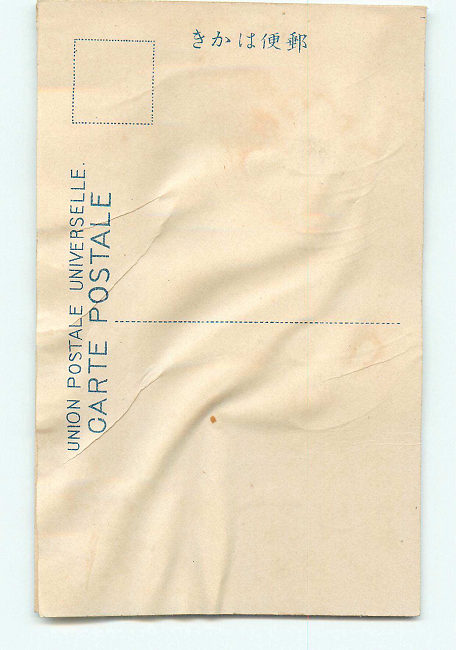 郵便はかき
UNION POSTALE UNIVERSELLE.
CARTE POSTALE